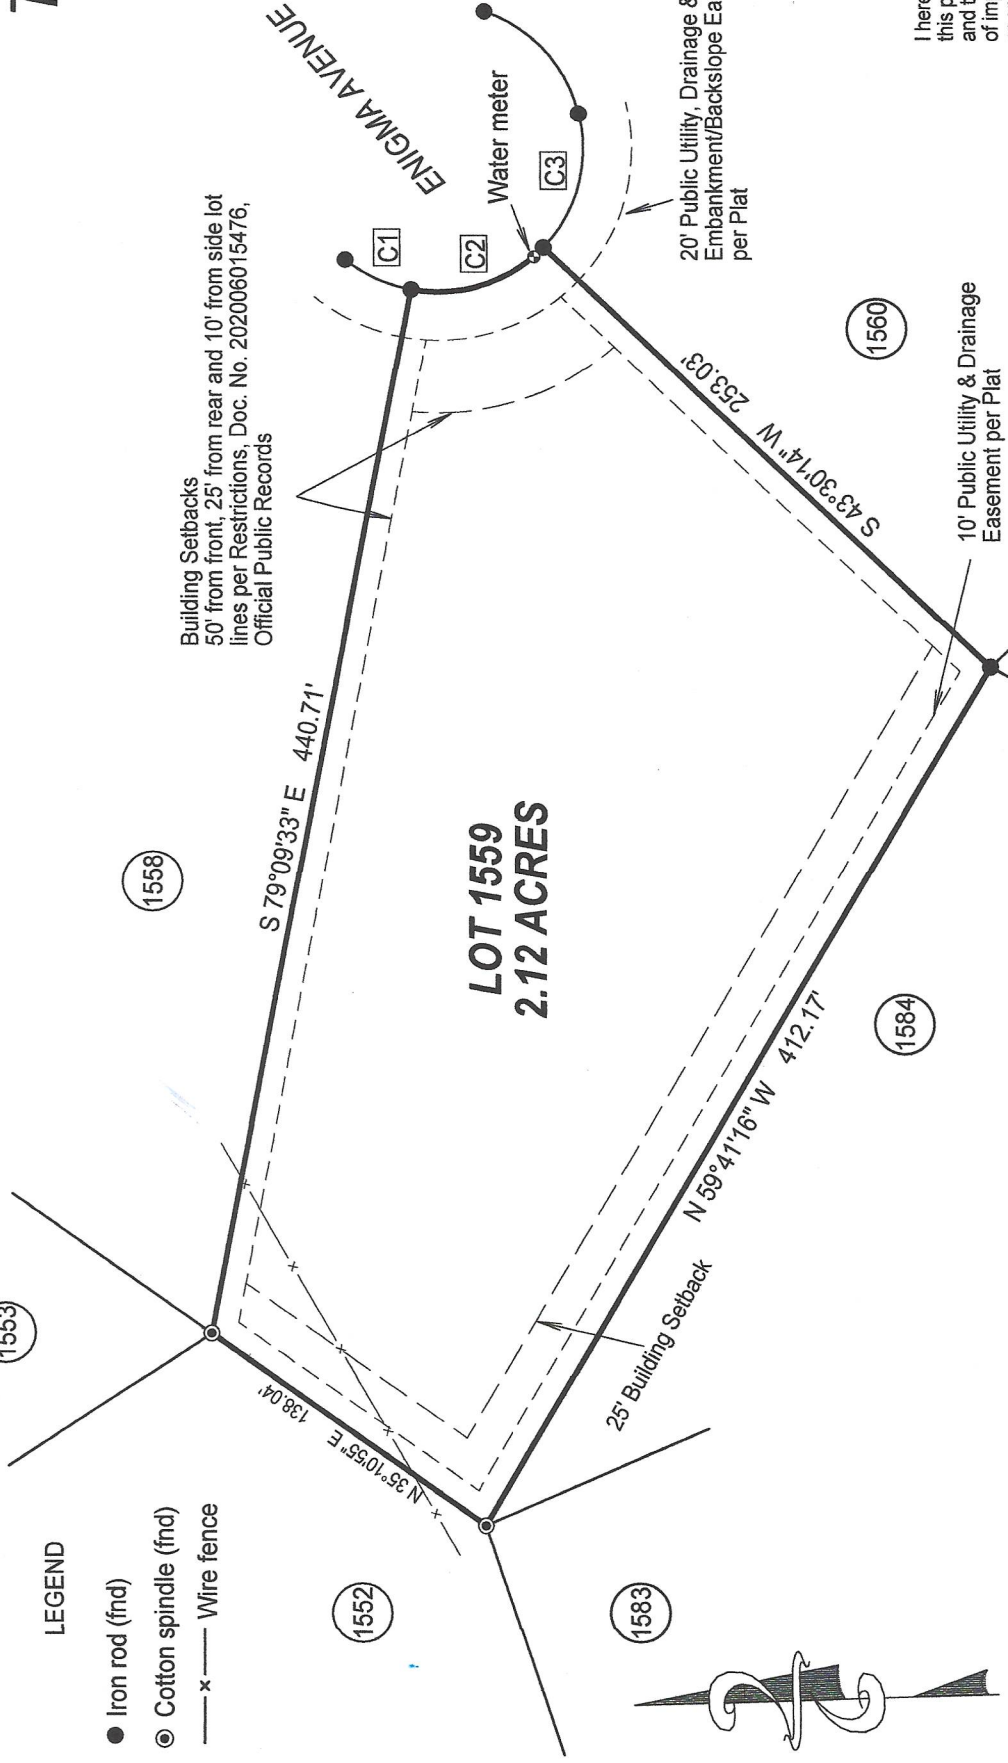 LEGEND
Iron rod (fnd)
Cotton spindle (fnd)
x Wire fence
1553
1552
1583
1558
1584
1560
Building Setbacks
50' from front, 25' from rear and 10' from side lot
lines per Restrictions, Doc. No. 202006015476,
Official Public Records
S 79°09'33" E 440.71'
N 35°10'55" E 138.04'
LOT 1559
2.12 ACRES
25' Building Setback
N 59°41'16" W 412.17'
S 43°30'14" W 253.03'
10' Public Utility & Drainage
Easement per Plat
20' Public Utility, Drainage &
Embankment/Backslope
per Plat
ENIGMA AVENUE
Water meter
C1
C2
C3
I
this
and
of